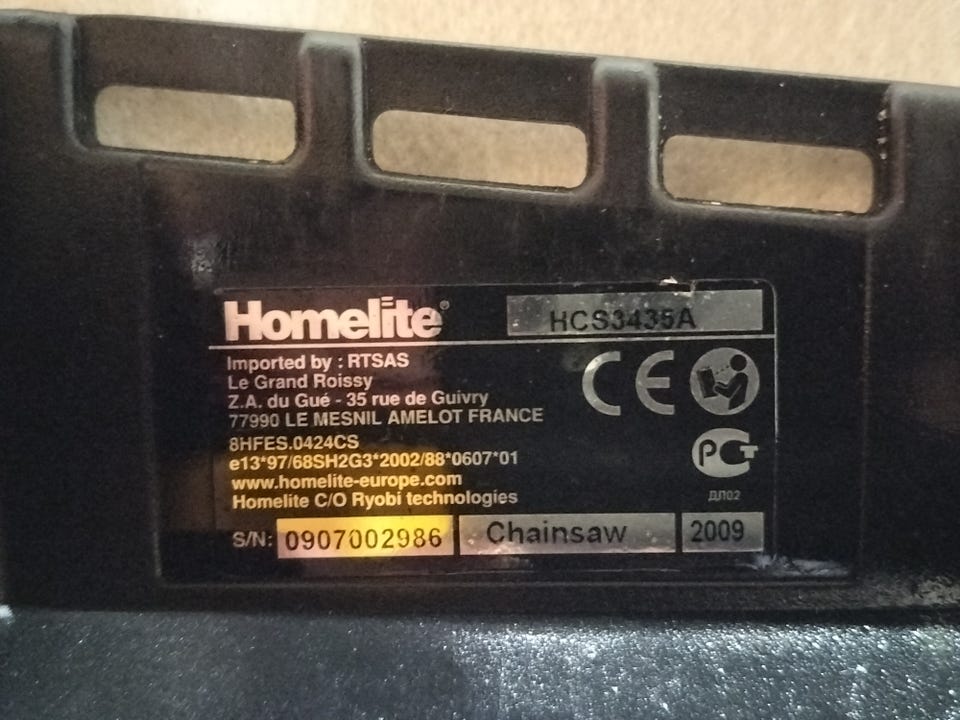 Homelite® HCS3435A
Imported by : RTSAS
Le Grand Roissy
Z.A. du Gué - 35 rue de Guivry
77990 LE MESNIL AMELOT FRANCE
8HFES.0424CS
e13*97/68SH2G3*2002/88*0607*01
www.homelite-europe.com
Homelite C/O Ryobi technologies
CE
РСТ
ДЛ02
S/N: 0907002986 Chainsaw 2009